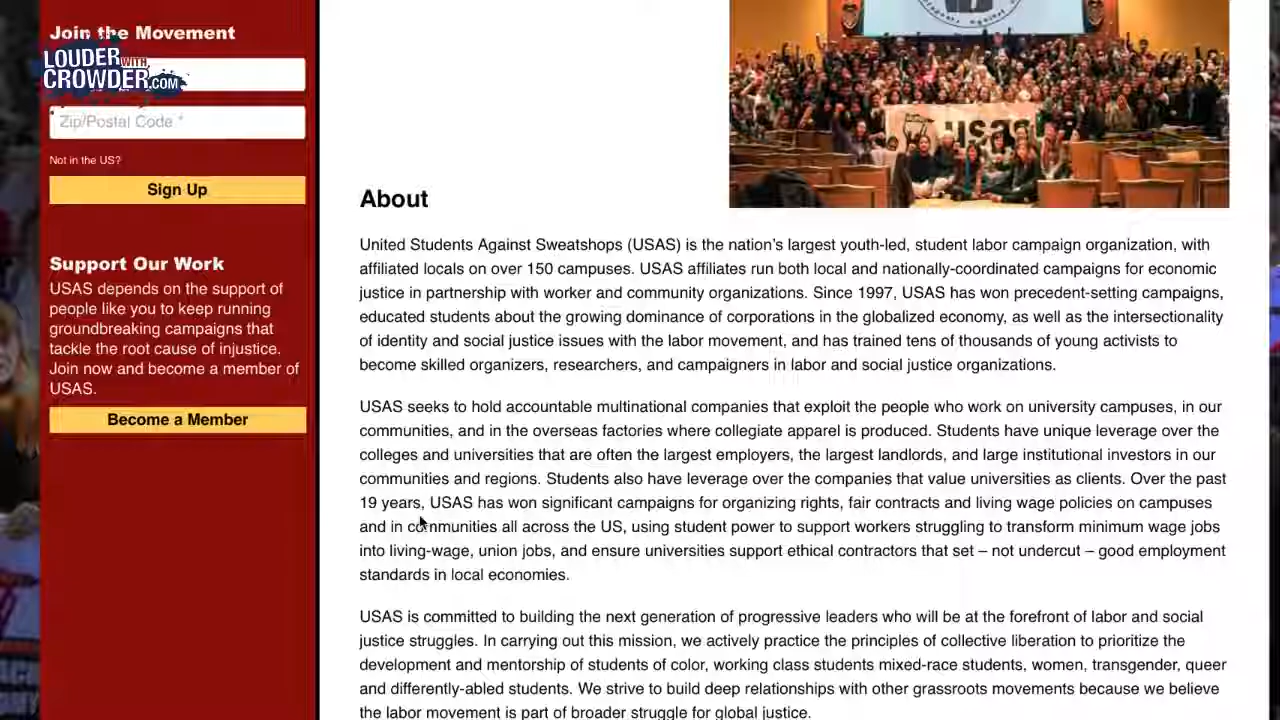 Join the Movement
LOUDER WITH
CROWDER.COM
Zip/Postal Code *
Not in the US?
Sign Up
Support Our Work
USAS depends on the support of
people like you to keep running
groundbreaking campaigns that
tackle the root cause of injustice.
Join now and become a member of
USAS.
Become a Member
usas
About
United Students Against Sweatshops (USAS) is the nation's largest youth-led, student labor campaign organization, with
affiliated locals on over 150 campuses. USAS affiliates run both local and nationally-coordinated campaigns for economic
justice in partnership with worker and community organizations. Since 1997, USAS has won precedent-setting campaigns,
educated students about the growing dominance of corporations in the globalized economy, as well as the intersectionality
of identity and social justice issues with the labor movement, and has trained tens of thousands of young activists to
become skilled organizers, researchers, and campaigners in labor and social justice organizations.
USAS seeks to hold accountable multinational companies that exploit the people who work on university campuses, in our
communities, and in the overseas factories where collegiate apparel is produced. Students have unique leverage over the
colleges and universities that are often the largest employers, the largest landlords, and large institutional investors in our
communities and regions. Students also have leverage over the companies that value universities as clients. Over the past
19 years, USAS has won significant campaigns for organizing rights, fair contracts and living wage policies on campuses
and in communities all across the US, using student power to support workers struggling to transform minimum wage jobs
into living-wage, union jobs, and ensure universities support ethical contractors that set – not undercut – good employment
standards in local economies.
USAS is committed to building the next generation of progressive leaders who will be at the forefront of labor and social
justice struggles. In carrying out this mission, we actively practice the principles of collective liberation to prioritize the
development and mentorship of students of color, working class students mixed-race students, women, transgender, queer
and differently-abled students. We strive to build deep relationships with other grassroots movements because we believe
the labor movement is part of broader struggle for global justice.